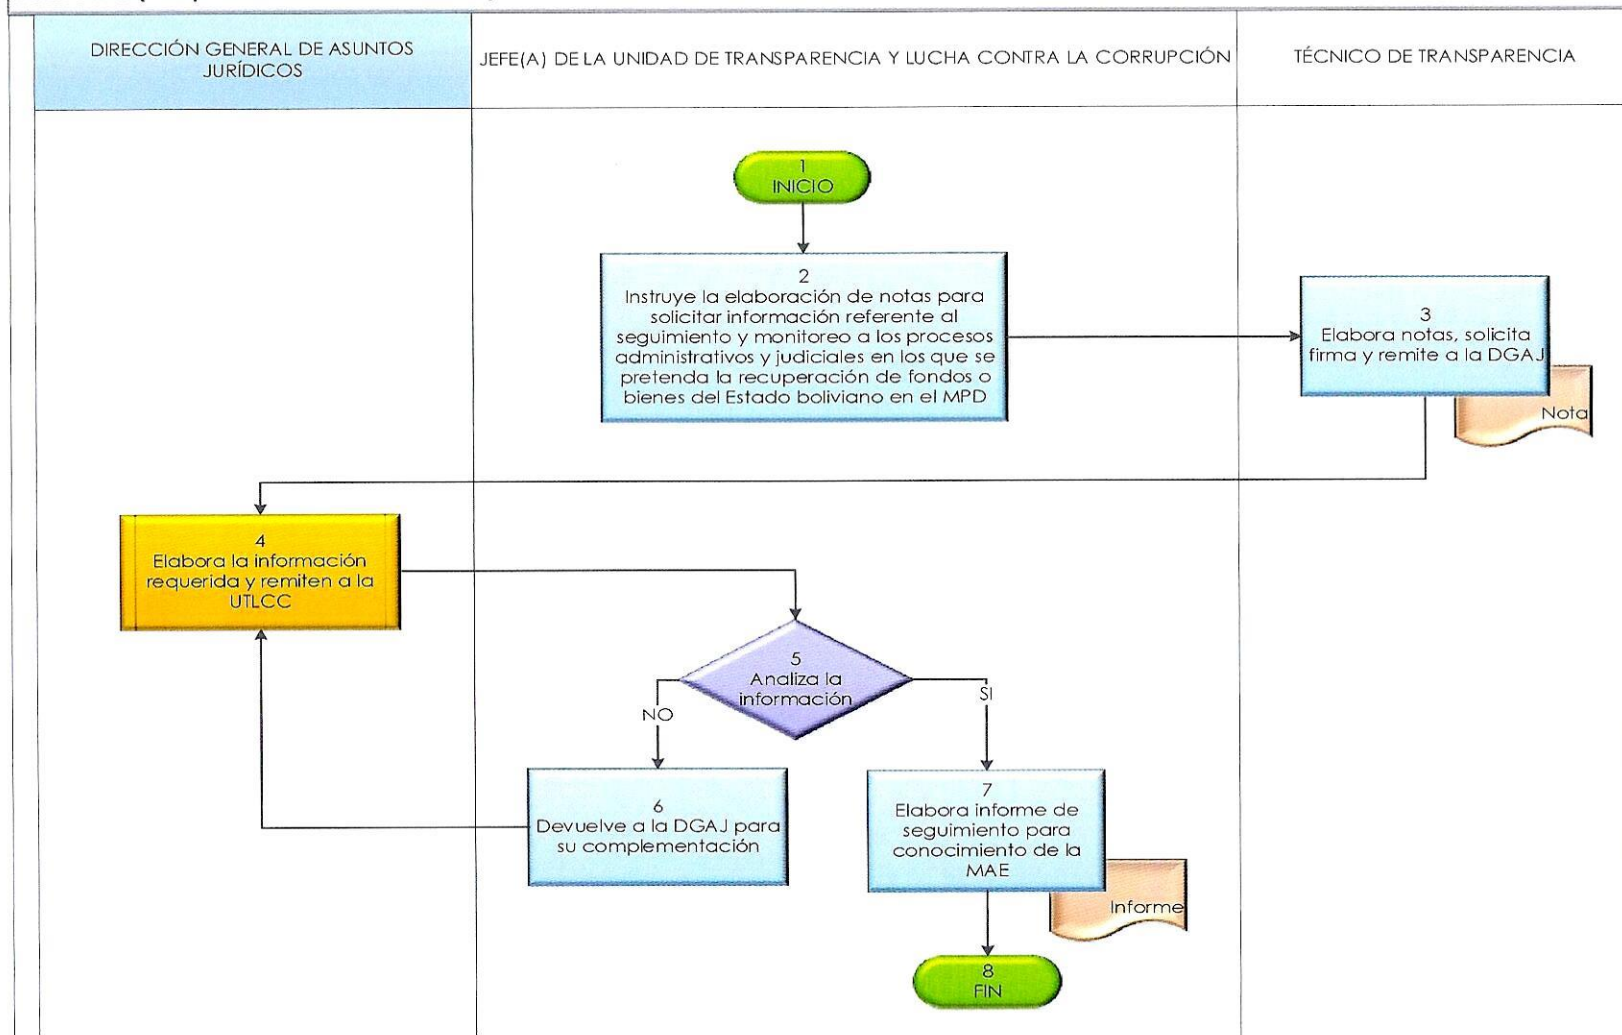 DIRECCIÓN GENERAL DE ASUNTOS
JURÍDICOS
JEFE(A) DE LA UNIDAD DE TRANSPARENCIA Y LUCHA CONTRA LA CORRUPCIÓN
TÉCNICO DE TRANSPARENCIA
1
INICIO
2
Instruye la elaboración de notas para
solicitar información referente al
seguimiento y monitoreo a los procesos
administrativos y judiciales en los que se
pretenda la recuperación de fondos o
bienes del Estado boliviano en el MPD
3
Elabora notas, solicita
firma y remite a la DGAJ
Nota
4
Elabora la información
requerida y remiten a la
UTLCC
5
Analiza la
información
NO
SI
6
Devuelve a la DGAJ para
su complementación
7
Elabora informe de
seguimiento para
conocimiento de la
MAE
Informe
8
FIN